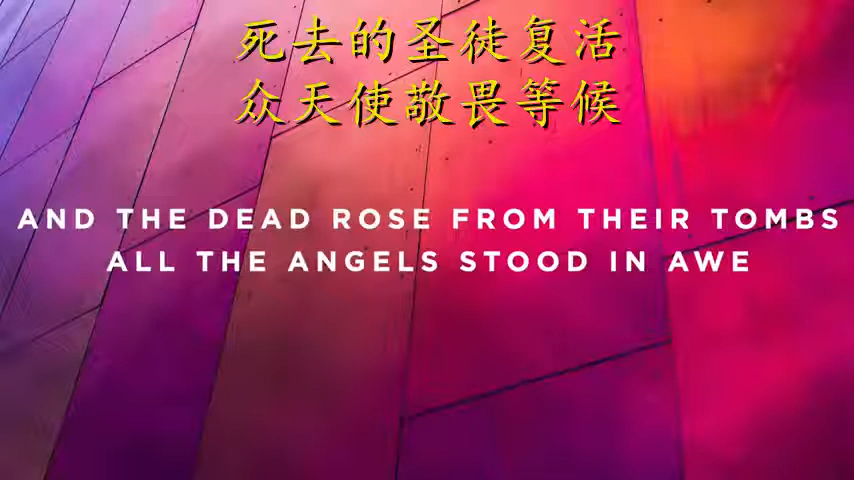 死去的圣徒复活
众天使敬畏等候
AND THE DEAD ROSE FROM THEIR TOMBS
ALL THE ANGELS STOOD IN AWE